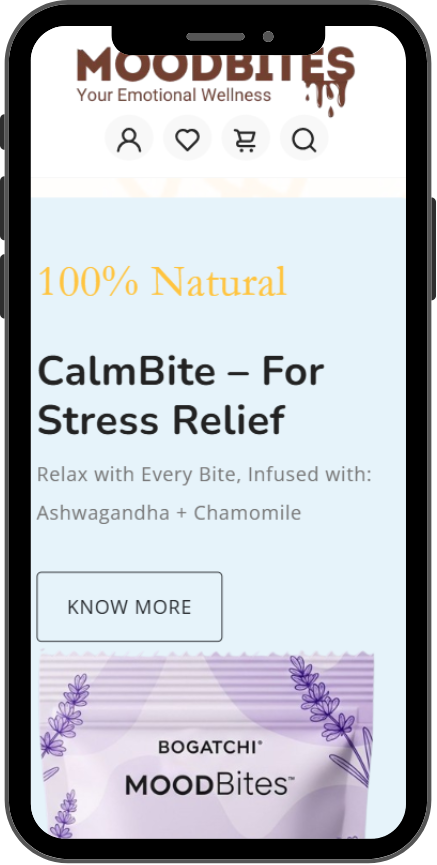 MOODBITES
Your Emotional Wellness
100% Natural
CalmBite – For
Stress Relief
Relax with Every Bite, Infused with:
Ashwagandha + Chamomile
KNOW MORE
BOGATCHI®
MOODBites™